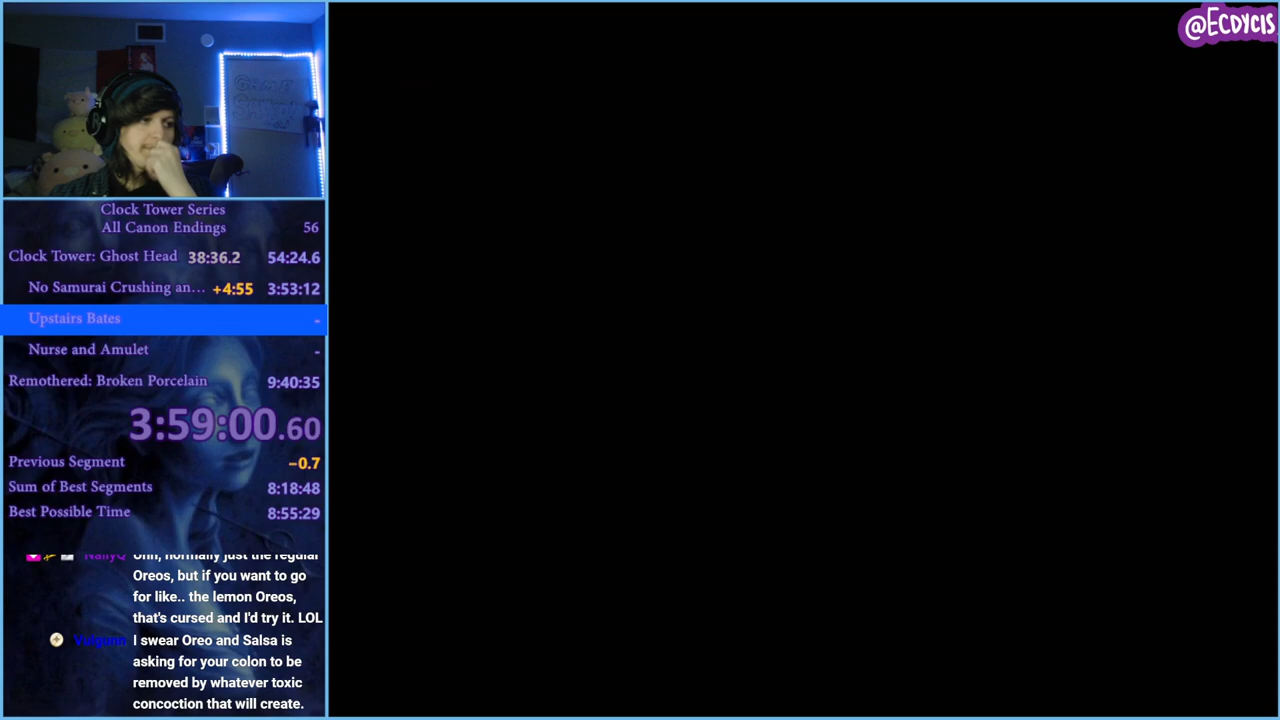 @ECDYCIS
Clock Tower Series
All Canon Endings 56
Clock Tower: Ghost Head 38:36.2 54:24.6
No Samurai Crushing an... +4:55 3:53:12
Upstairs Bates -
Nurse and Amulet -
Remothered: Broken Porcelain 9:40:35
3:59:00.60
Previous Segment -0.7
Sum of Best Segments 8:18:48
Best Possible Time 8:55:29
normally just the regular
Oreos, but if you want to go
for like.. the lemon Oreos,
that's cursed and I'd try it. LOL
I swear Oreo and Salsa is
asking for your colon to be
removed by whatever toxic
concoction that will create.